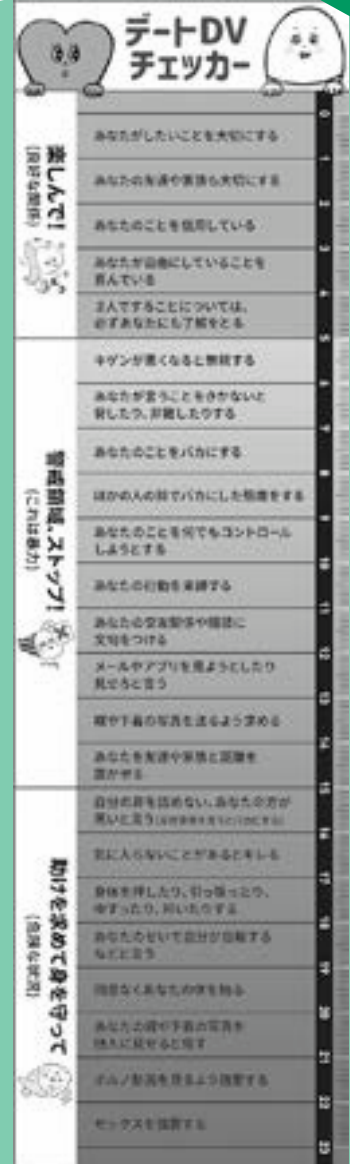 デートDV
チェッカー
楽しんで!
(良好な関係)
0
あなたがしたいことを大切にする
1
あなたの友達や家族も大切にする
2
あなたのことを信用している
3
あなたが自由にしていることを
喜んでいる
4
2人ですることについては、
必ずあなたにも了解をとる
5
警戒領域、ストップ!
(これは暴力)
キゲンが悪くなると無視する
6
あなたが言うことをきかないと
脅したり、非難したりする
7
あなたのことをバカにする
8
ほかの人の前でバカにした態度をする
9
あなたのことを何でもコントロール
しようとする
10
あなたの行動を束縛する
11
あなたの交友関係や服装に
文句をつける
12
メールやアプリを見ようとしたり
見せろと言う
13
裸や下着の写真を送るよう求める
14
あなたを友達や家族と距離を
置かせる
15
助けを求めて身を守って
(危険な状況)
自分の非を認めない、あなたの方が
悪いと言う
16
気に入らないことがあるとキレる
17
身体を押したり、引っ張ったり、
ゆすったり、叩いたりする
18
あなたのせいで自分が自殺する
などと言う
19
同意なくあなたの体を触る
20
あなたの裸や下着の写真を
他人に見せると脅す
21
ポルノ動画を見るよう強要する
22
セックスを強要する
23